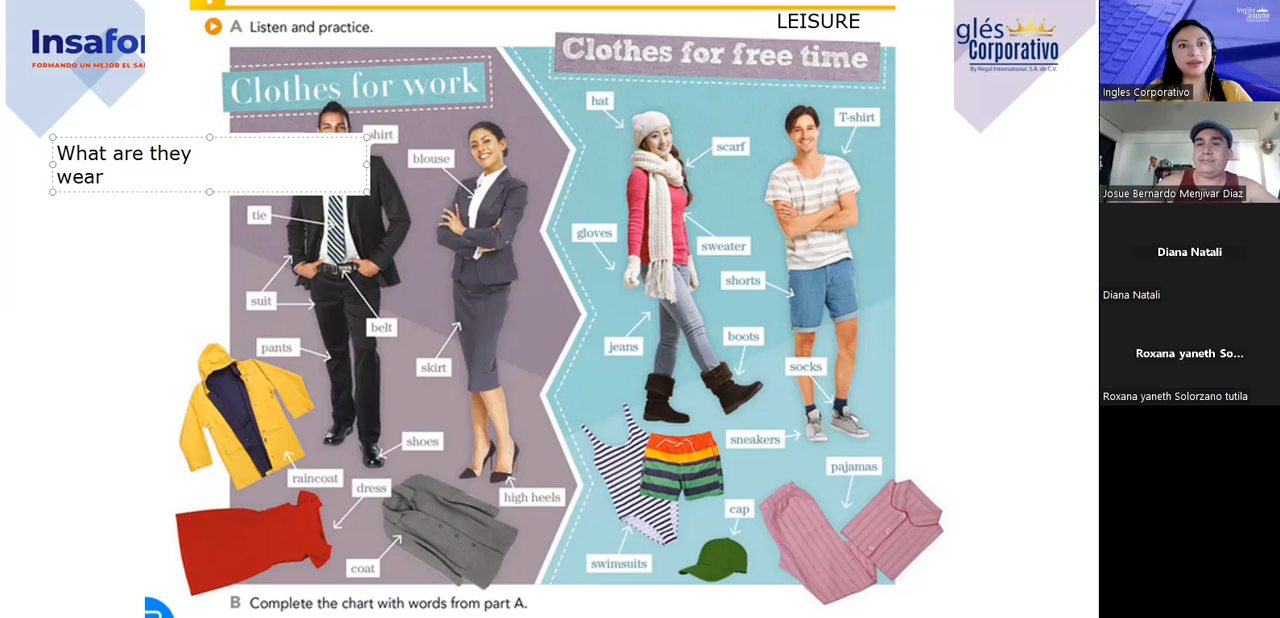 Insafo
FORMANDO UN MEJOR EL SA
A Listen and practice.
LEISURE
glés
Corporativo
By Regal International, S.A. de C.V.
Clothes for work
Clothes for free time
What are they
wear
shirt
blouse
tie
suit
belt
pants
skirt
shoes
raincoat
dress
high heels
coat
hat
T-shirt
scarf
gloves
sweater
shorts
jeans
boots
socks
sneakers
pajamas
cap
swimsuits
B Complete the chart with words from part A.
Ingles Corporativo
Josue Bernardo Menjivar Diaz
Diana Natali
Diana Natali
Roxana yaneth So...
Roxana yaneth Solorzano tutila